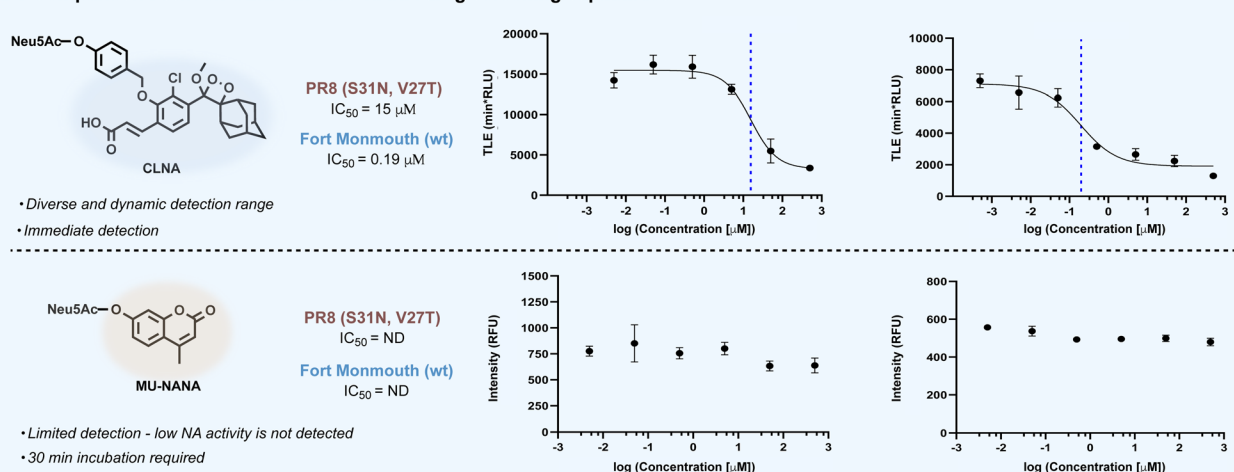 Neu5Ac
O
O
Cl
O
O
O
HO
O
CLNA
PR8 (S31N, V27T)
IC50 = 15 μM
Fort Monmouth (wt)
IC50 = 0.19 μM
•Diverse and dynamic detection range
•Immediate detection
TLE (min*RLU)
20000
15000
10000
5000
0
-3 -2 -1 0 1 2 3
log (Concentration [μM])
TLE (min*RLU)
10000
8000
6000
4000
2000
0
-3 -2 -1 0 1 2 3
log (Concentration [μM])
Neu5Ac
O
O
O
MU-NANA
PR8 (S31N, V27T)
IC50 = ND
Fort Monmouth (wt)
IC50 = ND
•Limited detection - low NA activity is not detected
•30 min incubation required
Intensity (RFU)
1500
1250
1000
750
500
250
0
-3 -2 -1 0 1 2 3
log (Concentration [μM])
Intensity (RFU)
800
600
400
200
0
-3 -2 -1 0 1 2 3
log (Concentration [μM])